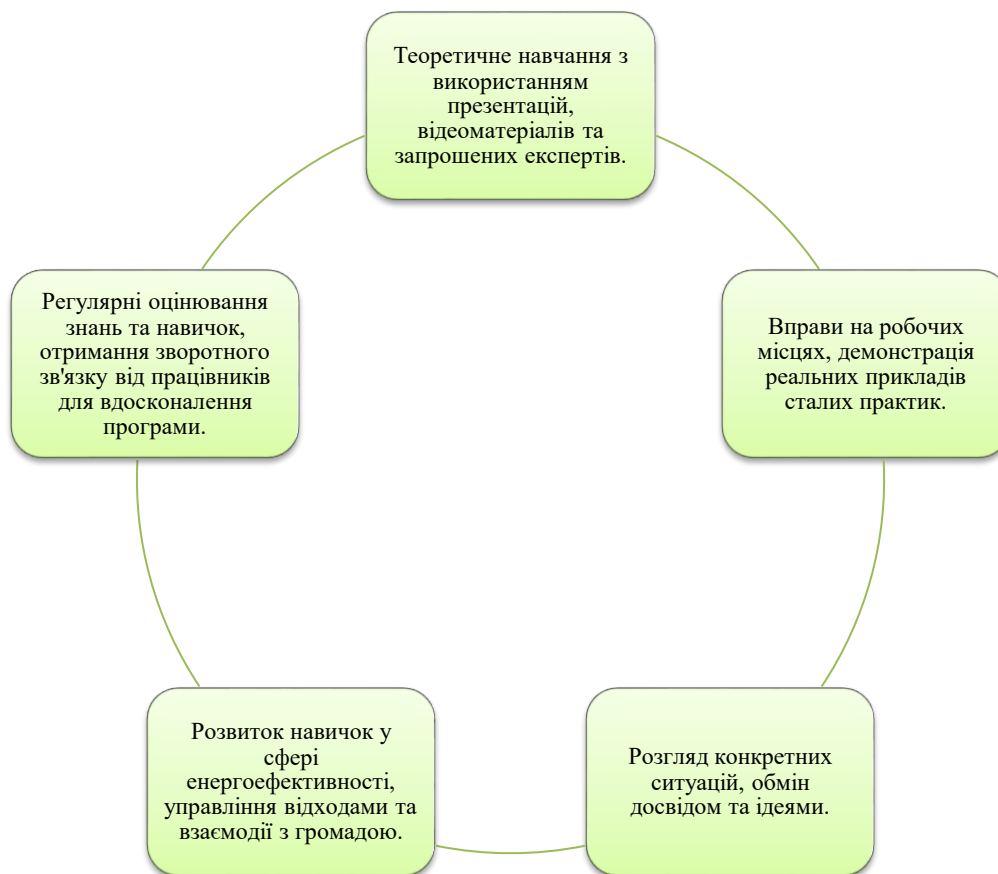 Теоретичне навчання з
використанням
презентацій,
відеоматеріалів та
запрошених експертів.
Вправи на робочих
місцях, демонстрація
реальних прикладів
сталих практик.
Розгляд конкретних
ситуацій, обмін
досвідом та ідеями.
Розвиток навичок у
сфері
енергоефективності,
управління відходами та
взаємодії з громадою.
Регулярні оцінювання
знань та навичок,
отримання зворотного
зв'язку від працівників
для вдосконалення
програми.